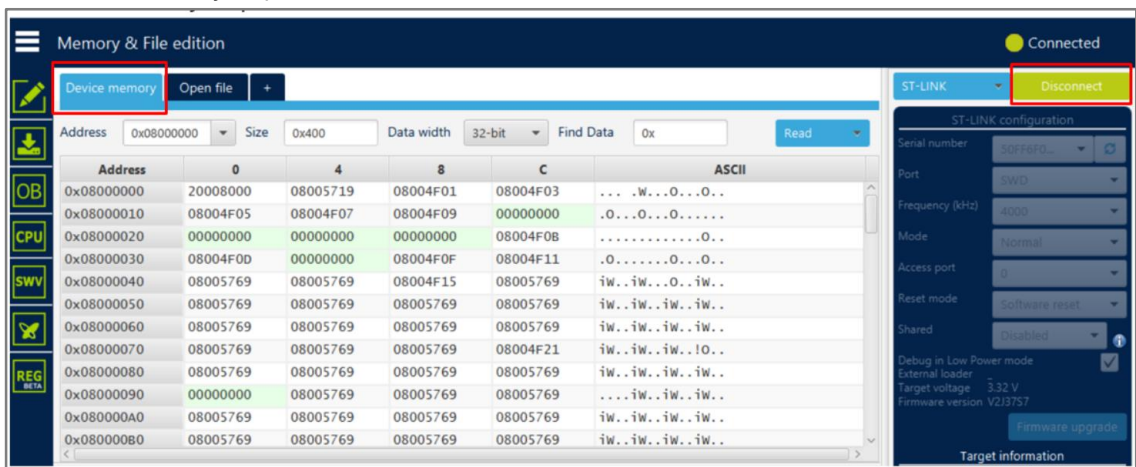 Memory & File edition
Connected
Device memory Open file +
Address 0x08000000 Size 0x400 Data width 32-bit Find Data 0x Read
Address 0 4 8 C ASCII
0x08000000 20008000 08005719 08004F01 08004F03 ... .W...O...O..
0x08000010 08004F05 08004F07 08004F09 00000000 .O...O...O......
0x08000020 00000000 00000000 00000000 08004F0B .............O..
0x08000030 08004F0D 00000000 08004F0F 08004F11 .O.......O...O..
0x08000040 08005769 08005769 08004F15 08005769 iW..iW...O..iW..
0x08000050 08005769 08005769 08005769 08005769 iW..iW..iW..iW..
0x08000060 08005769 08005769 08005769 08005769 iW..iW..iW..iW..
0x08000070 08005769 08005769 08005769 08004F21 iW..iW..iW..!O..
0x08000080 08005769 08005769 08005769 08005769 iW..iW..iW..iW..
0x08000090 00000000 08005769 08005769 08005769 ....iW..iW..iW..
0x080000A0 08005769 08005769 08005769 08005769 iW..iW..iW..iW..
0x080000B0 08005769 08005769 08005769 08005769 iW..iW..iW..iW..
OB
CPU
SWV
REG
BETA
ST-LINK Disconnect
ST-LINK configuration
Serial number 50FF6F0...
Port SWD
Frequency (kHz) 4000
Mode Normal
Access port 0
Reset mode Software reset
Shared Disabled
Debug in Low Power mode
External loader -
Target voltage 3.32 V
Firmware version V2J37S7
Firmware upgrade
Target information